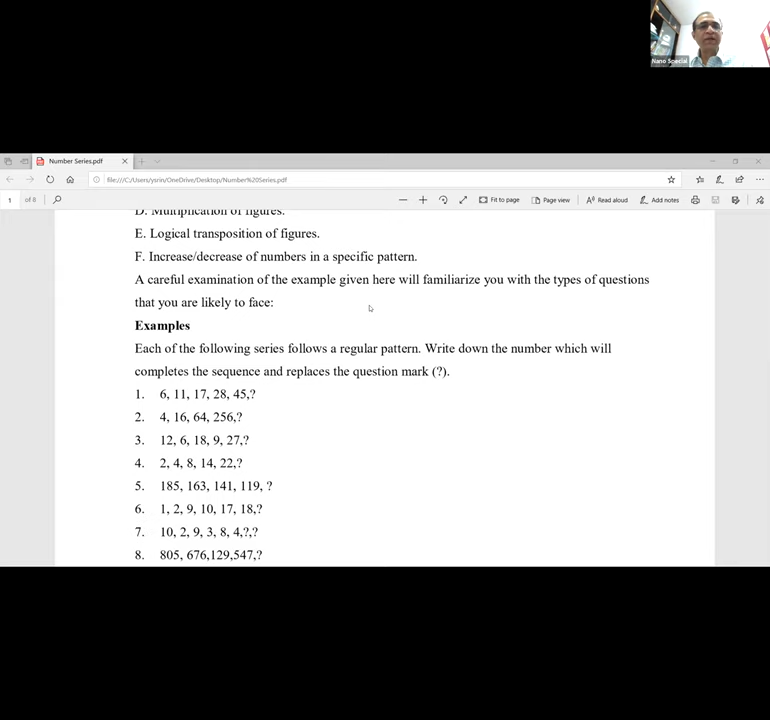 Nano Special
Number Series.pdf
file:///C:/Users/ysrin/OneDrive/Desktop/Number%20Series.pdf
1 of 8 Fit to page Page view Read aloud Add notes
D. Multiplication of figures.
E. Logical transposition of figures.
F. Increase/decrease of numbers in a specific pattern.
A careful examination of the example given here will familiarize you with the types of questions
that you are likely to face:
Examples
Each of the following series follows a regular pattern. Write down the number which will
completes the sequence and replaces the question mark (?).
1. 6, 11, 17, 28, 45,?
2. 4, 16, 64, 256,?
3. 12, 6, 18, 9, 27,?
4. 2, 4, 8, 14, 22,?
5. 185, 163, 141, 119, ?
6. 1, 2, 9, 10, 17, 18,?
7. 10, 2, 9, 3, 8, 4,?,?
8. 805, 676,129,547,?